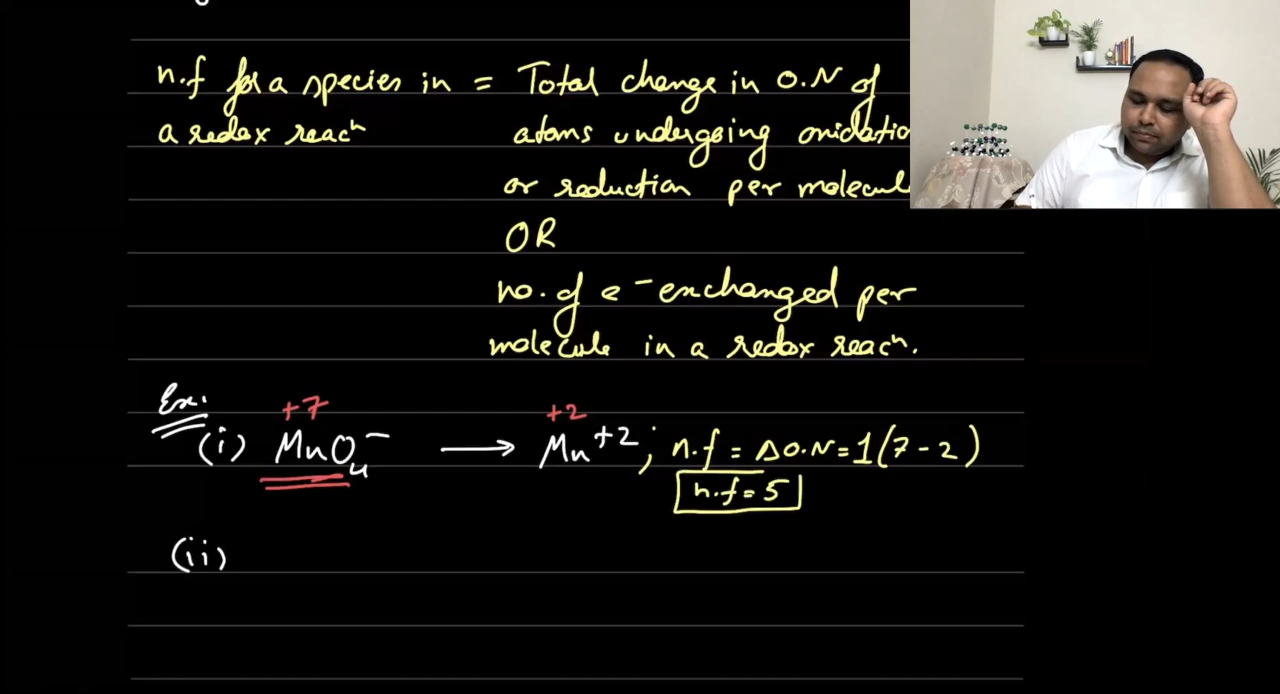 n.f for a species in = Total change in O.N of
a redox reacⁿ atoms undergoing oxidatio
or reduction per molecul
OR
no. of e⁻ exchanged per
molecule in a redox reacⁿ.
Ex.
+7 +2
(i) MnO₄⁻ ⟶ Mn⁺² ; n.f = Δ O.N = 1(7 - 2)
n.f = 5
(ii)